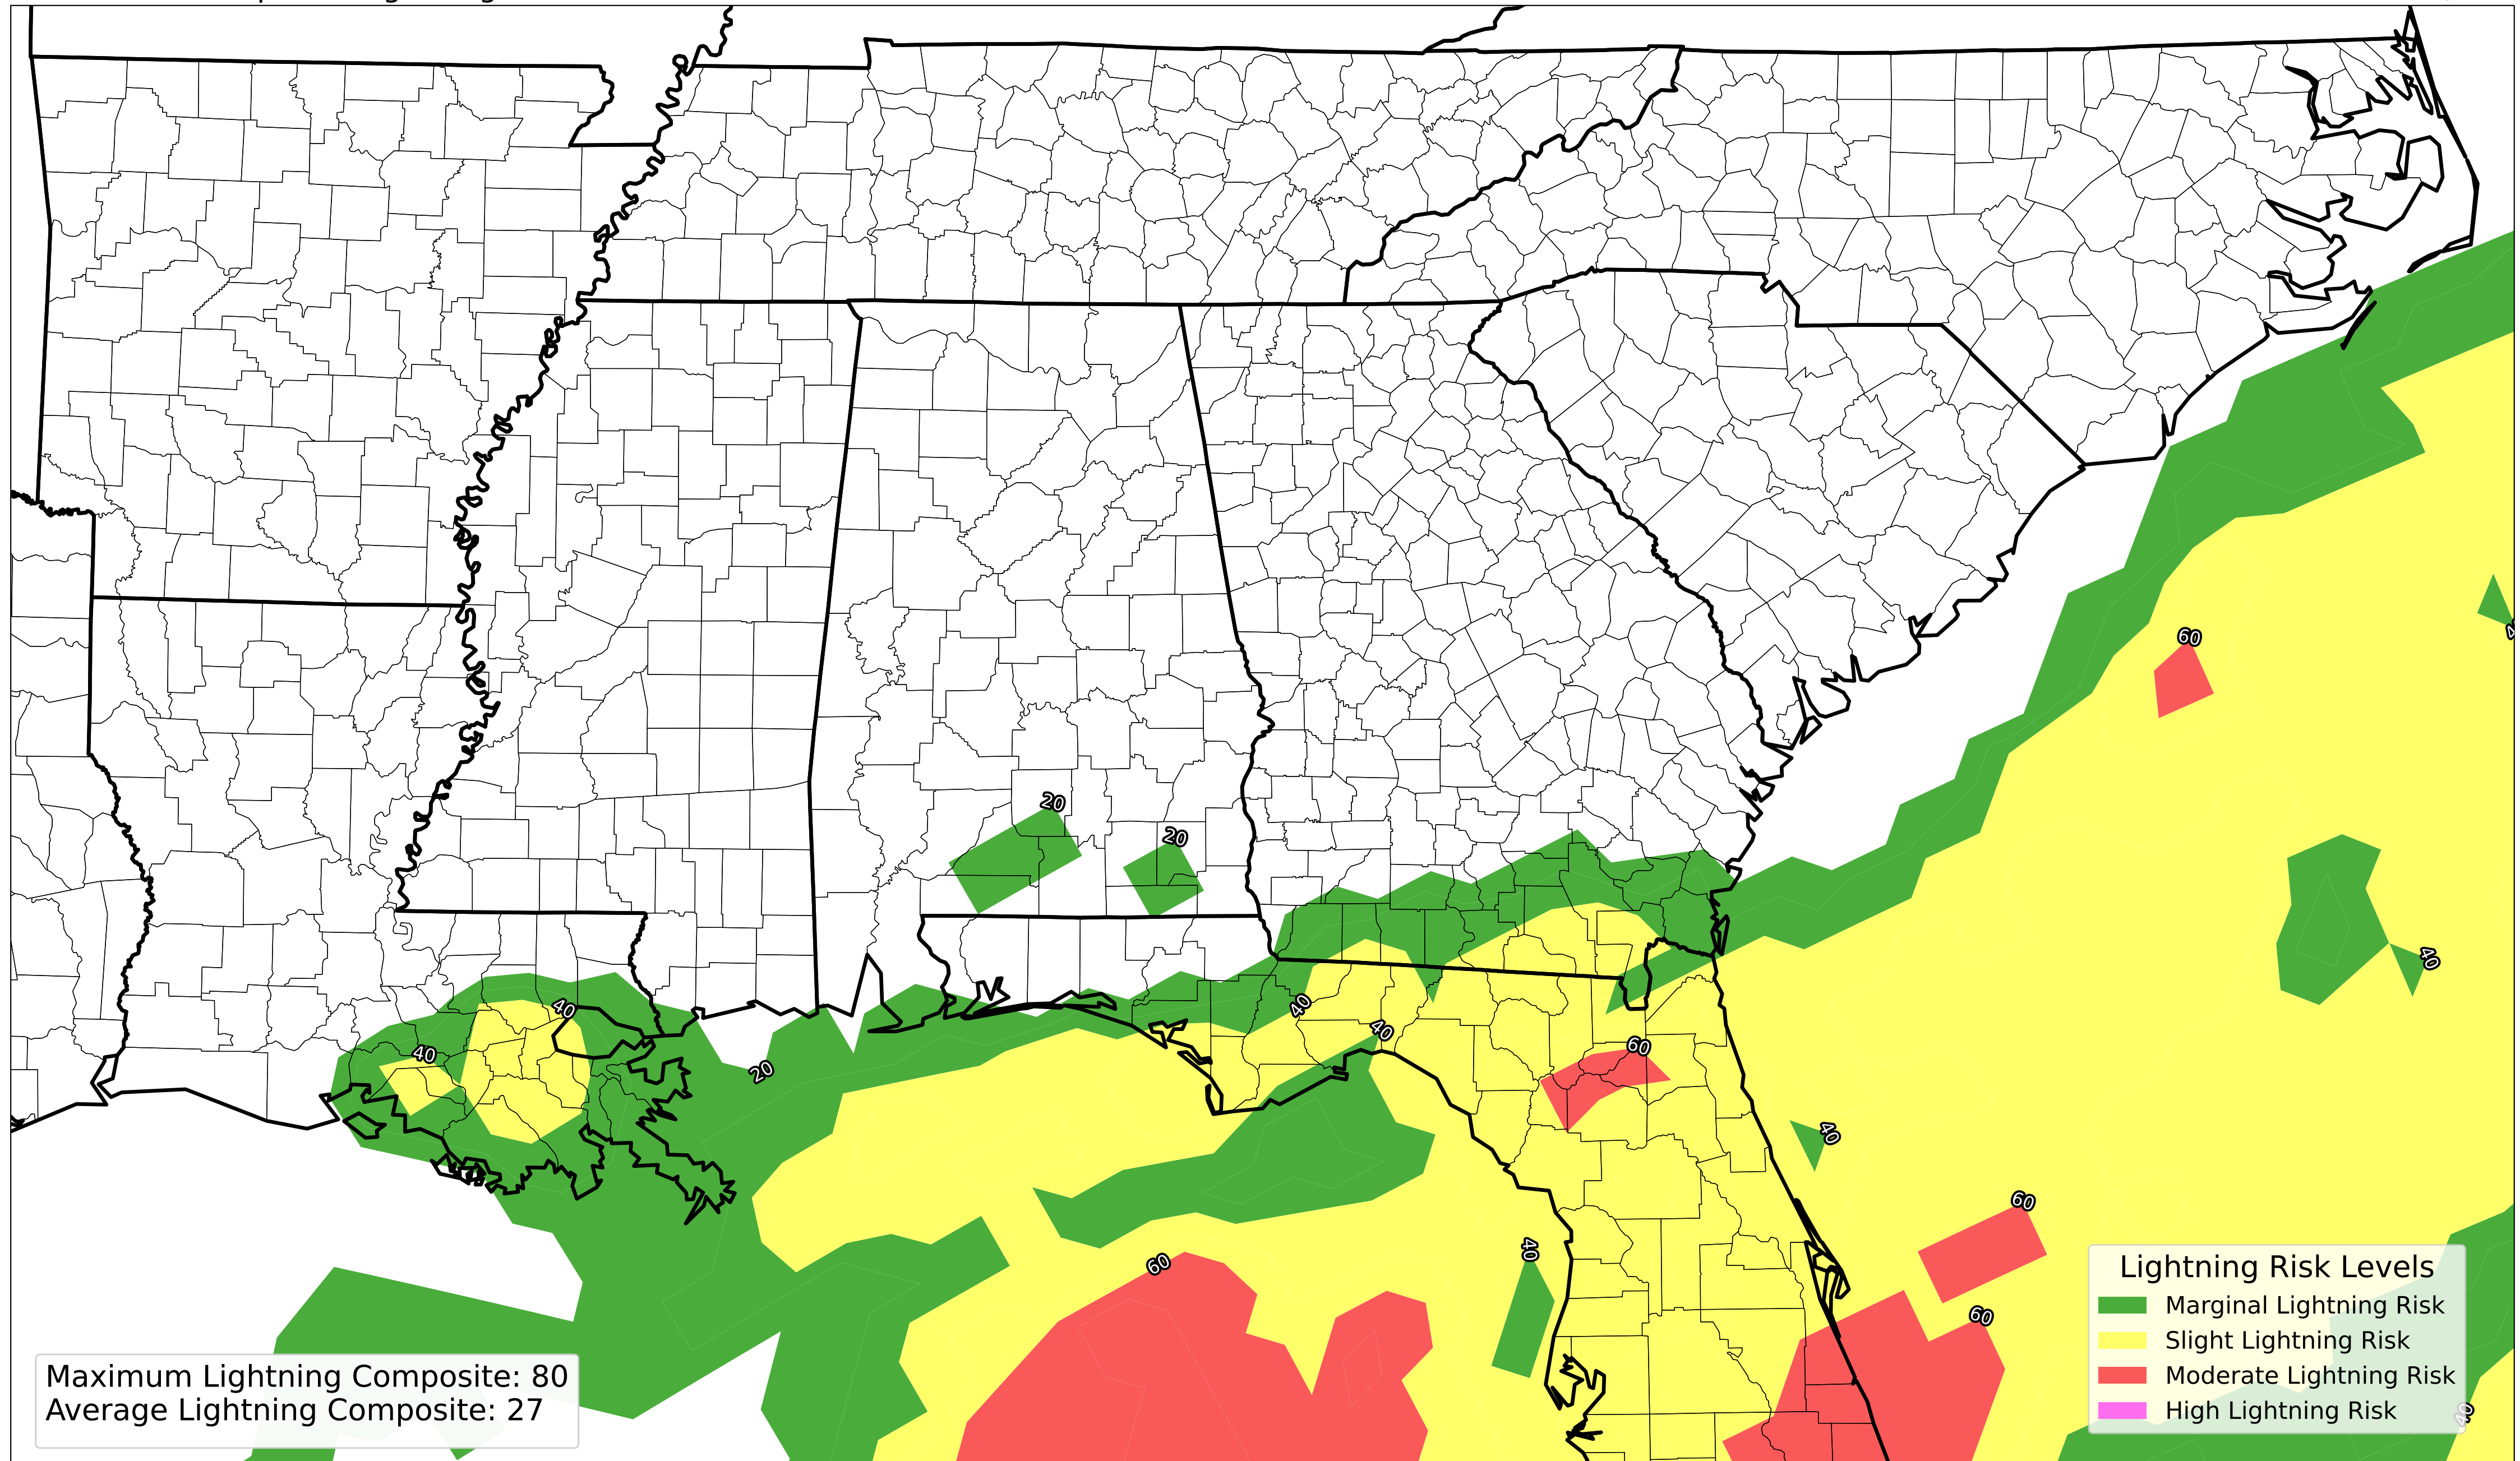 60
20
20
40
40
40
20
40
60
40
40
60
60
40
60
40
Lightning Risk Levels
Marginal Lightning Risk
Slight Lightning Risk
Moderate Lightning Risk
High Lightning Risk
Maximum Lightning Composite: 80
Average Lightning Composite: 27